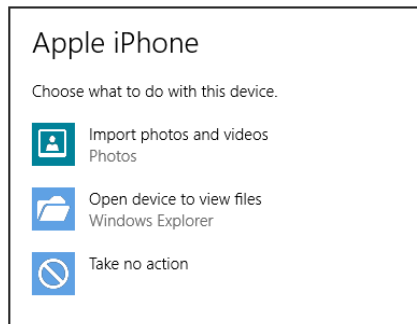 Apple iPhone
Choose what to do with this device.
Import photos and videos
Photos
Open device to view files
Windows Explorer
Take no action